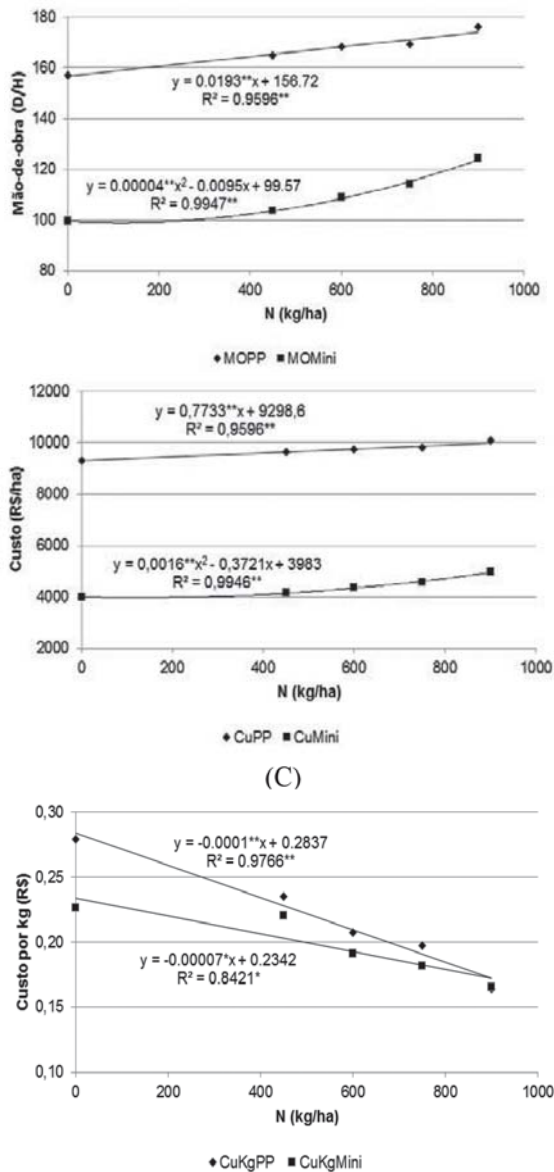 180
160
140
120
100
80
Mão-de-obra (D/H)
y = 0.0193**x + 156.72
R² = 0.9596**
y = 0.00004**x² - 0.0095x + 99.57
R² = 0.9947**
0 200 400 600 800 1000
N (kg/ha)
◆ MOPP ■ MOMini
12000
10000
8000
6000
4000
2000
Custo (R$/ha)
y = 0,7733**x + 9298,6
R² = 0,9596**
y = 0,0016**x² - 0,3721x + 3983
R² = 0,9946**
0 200 400 600 800 1000
N (kg/ha)
◆ CuPP ■ CuMini
(C)
0,30
0,25
0,20
0,15
0,10
Custo por kg (R$)
y = -0.0001**x + 0.2837
R² = 0.9766**
y = -0.00007*x + 0.2342
R² = 0.8421*
0 200 400 600 800 1000
N (kg/ha)
◆ CuKgPP ■ CuKgMini